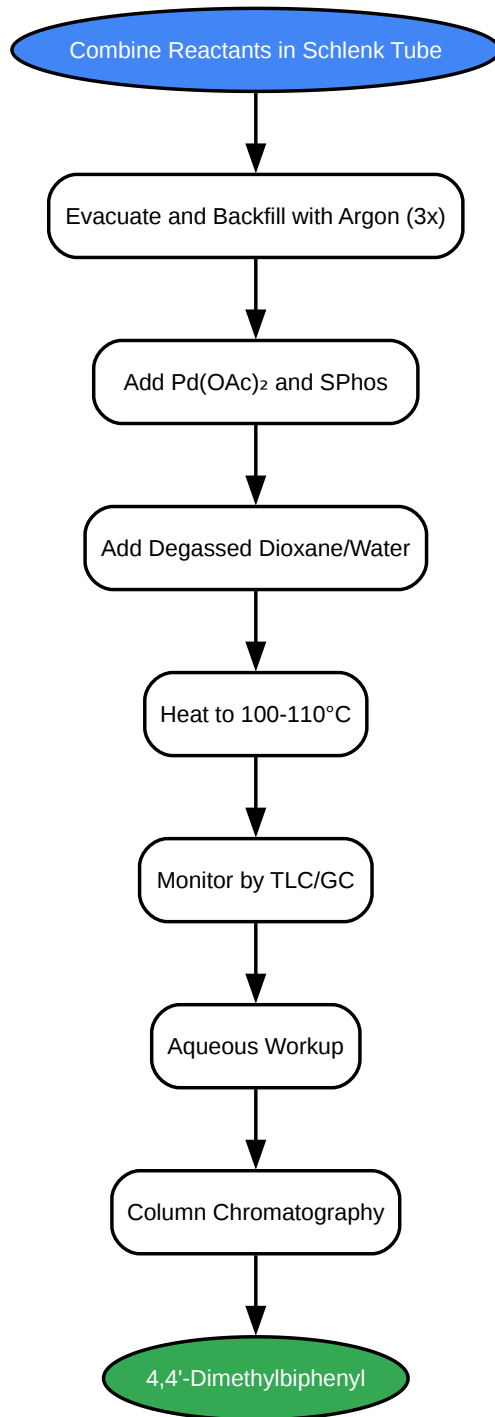 Combine Reactants in Schlenk Tube
Evacuate and Backfill with Argon (3x)
Add Pd(OAc)₂ and SPhos
Add Degassed Dioxane/Water
Heat to 100-110°C
Monitor by TLC/GC
Aqueous Workup
Column Chromatography
4,4'-Dimethylbiphenyl